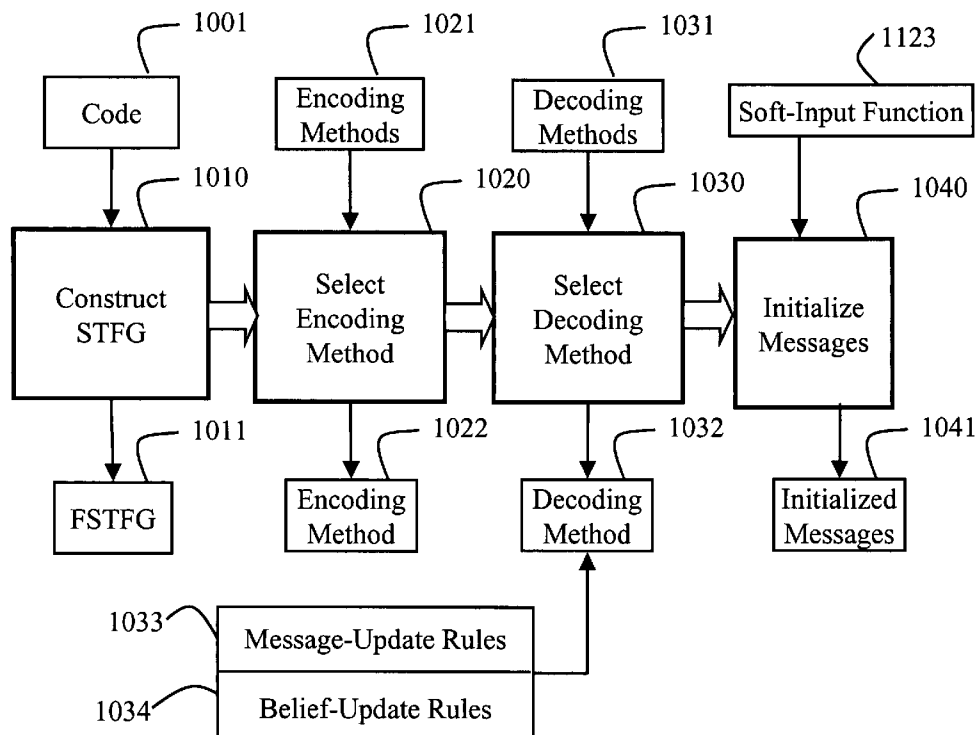 1001
1021
1031
1123
Code
Encoding
Methods
Decoding
Methods
Soft-Input Function
1010
1020
1030
1040
Construct
STFG
Select
Encoding
Method
Select
Decoding
Method
Initialize
Messages
1011
1022
1032
1041
FSTFG
Encoding
Method
Decoding
Method
Initialized
Messages
1033
Message-Update Rules
1034
Belief-Update Rules